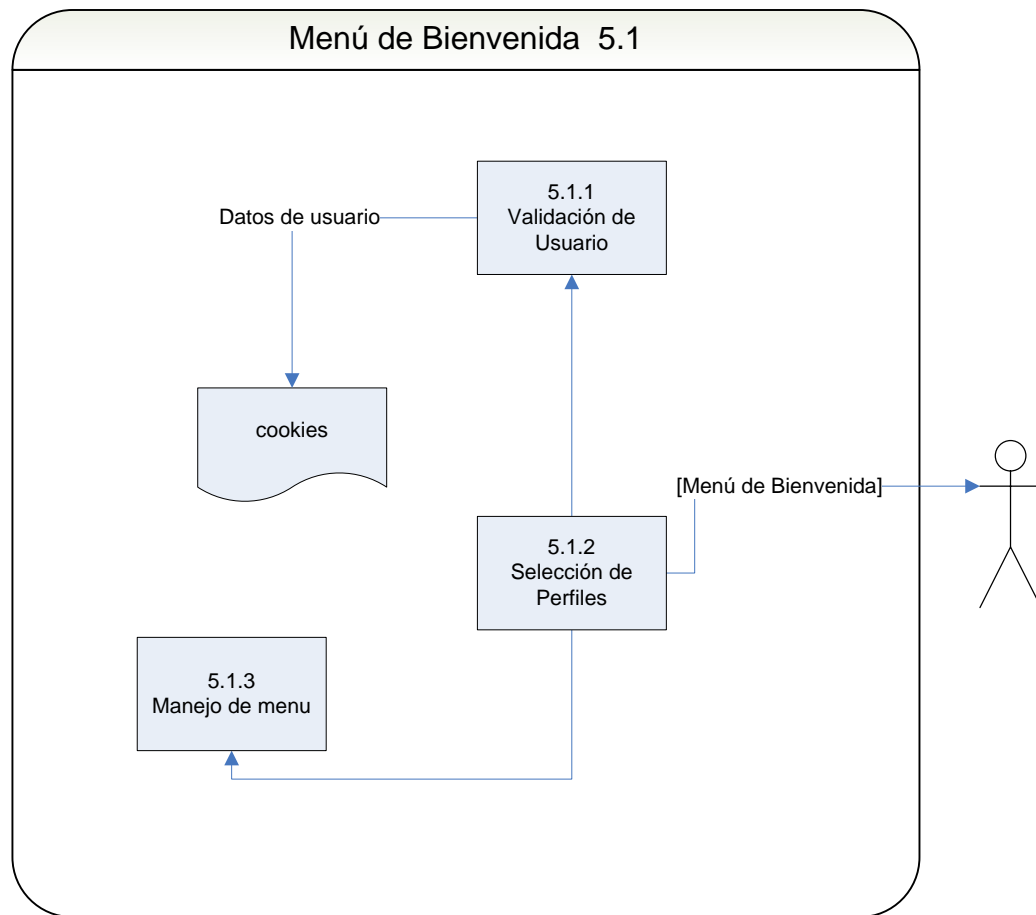 Menú de Bienvenida 5.1
5.1.1
Validación de
Usuario
Datos de usuario
cookies
[Menú de Bienvenida]
5.1.2
Selección de
Perfiles
5.1.3
Manejo de menu